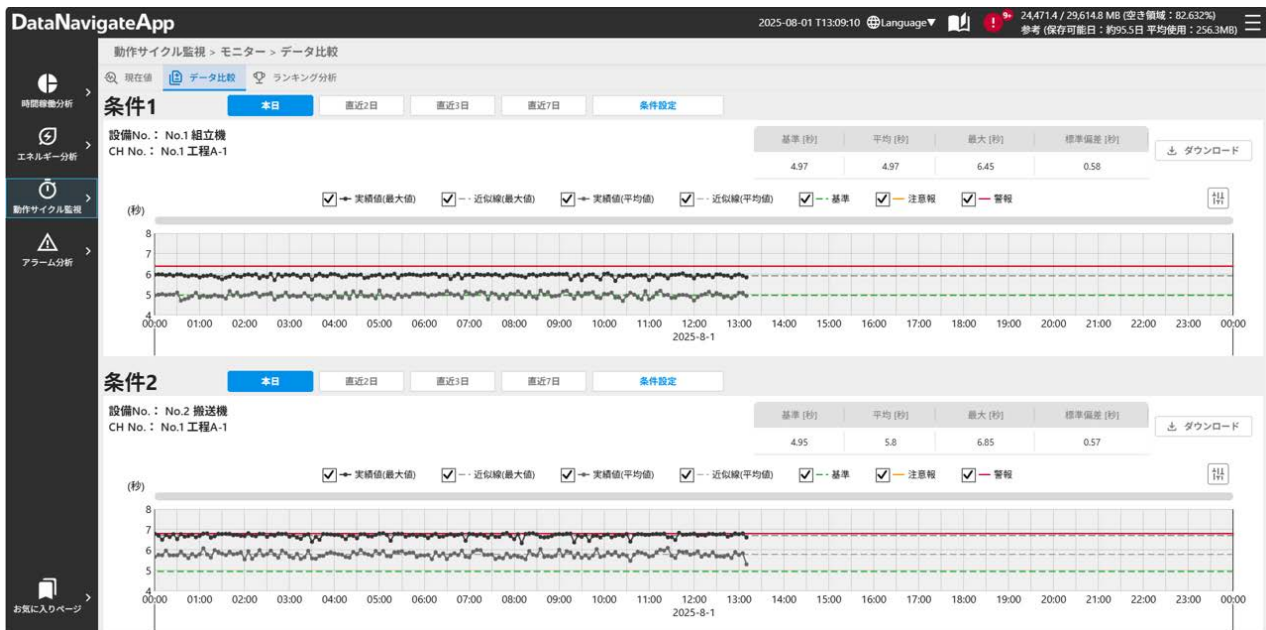 DataNavigateApp
2025-08-01 T13:09:10 Language▼ 9+ 24,471.4 / 29,614.8 MB (空き領域：82.632%)
参考 (保存可能日：約95.5日 平均使用：256.3MB)
動作サイクル監視 > モニター > データ比較
現在値 データ比較 ランキング分析
時間稼働分析
エネルギー分析
動作サイクル監視
アラーム分析
お気に入りページ
条件1 本日 直近2日 直近3日 直近7日 条件設定
設備No.： No.1 組立機
CH No.： No.1 工程A-1
基準 [秒] 平均 [秒] 最大 [秒] 標準偏差 [秒]
4.97 4.97 6.45 0.58
ダウンロード
実績値(最大値) 近似線(最大値) 実績値(平均値) 近似線(平均値) 基準 注意報 警報
(秒)
8
7
6
5
4
00:00 01:00 02:00 03:00 04:00 05:00 06:00 07:00 08:00 09:00 10:00 11:00 12:00 13:00 14:00 15:00 16:00 17:00 18:00 19:00 20:00 21:00 22:00 23:00 00:00
2025-8-1
条件2 本日 直近2日 直近3日 直近7日 条件設定
設備No.： No.2 搬送機
CH No.： No.1 工程A-1
基準 [秒] 平均 [秒] 最大 [秒] 標準偏差 [秒]
4.95 5.8 6.85 0.57
ダウンロード
実績値(最大値) 近似線(最大値) 実績値(平均値) 近似線(平均値) 基準 注意報 警報
(秒)
8
7
6
5
4
00:00 01:00 02:00 03:00 04:00 05:00 06:00 07:00 08:00 09:00 10:00 11:00 12:00 13:00 14:00 15:00 16:00 17:00 18:00 19:00 20:00 21:00 22:00 23:00 00:00
2025-8-1